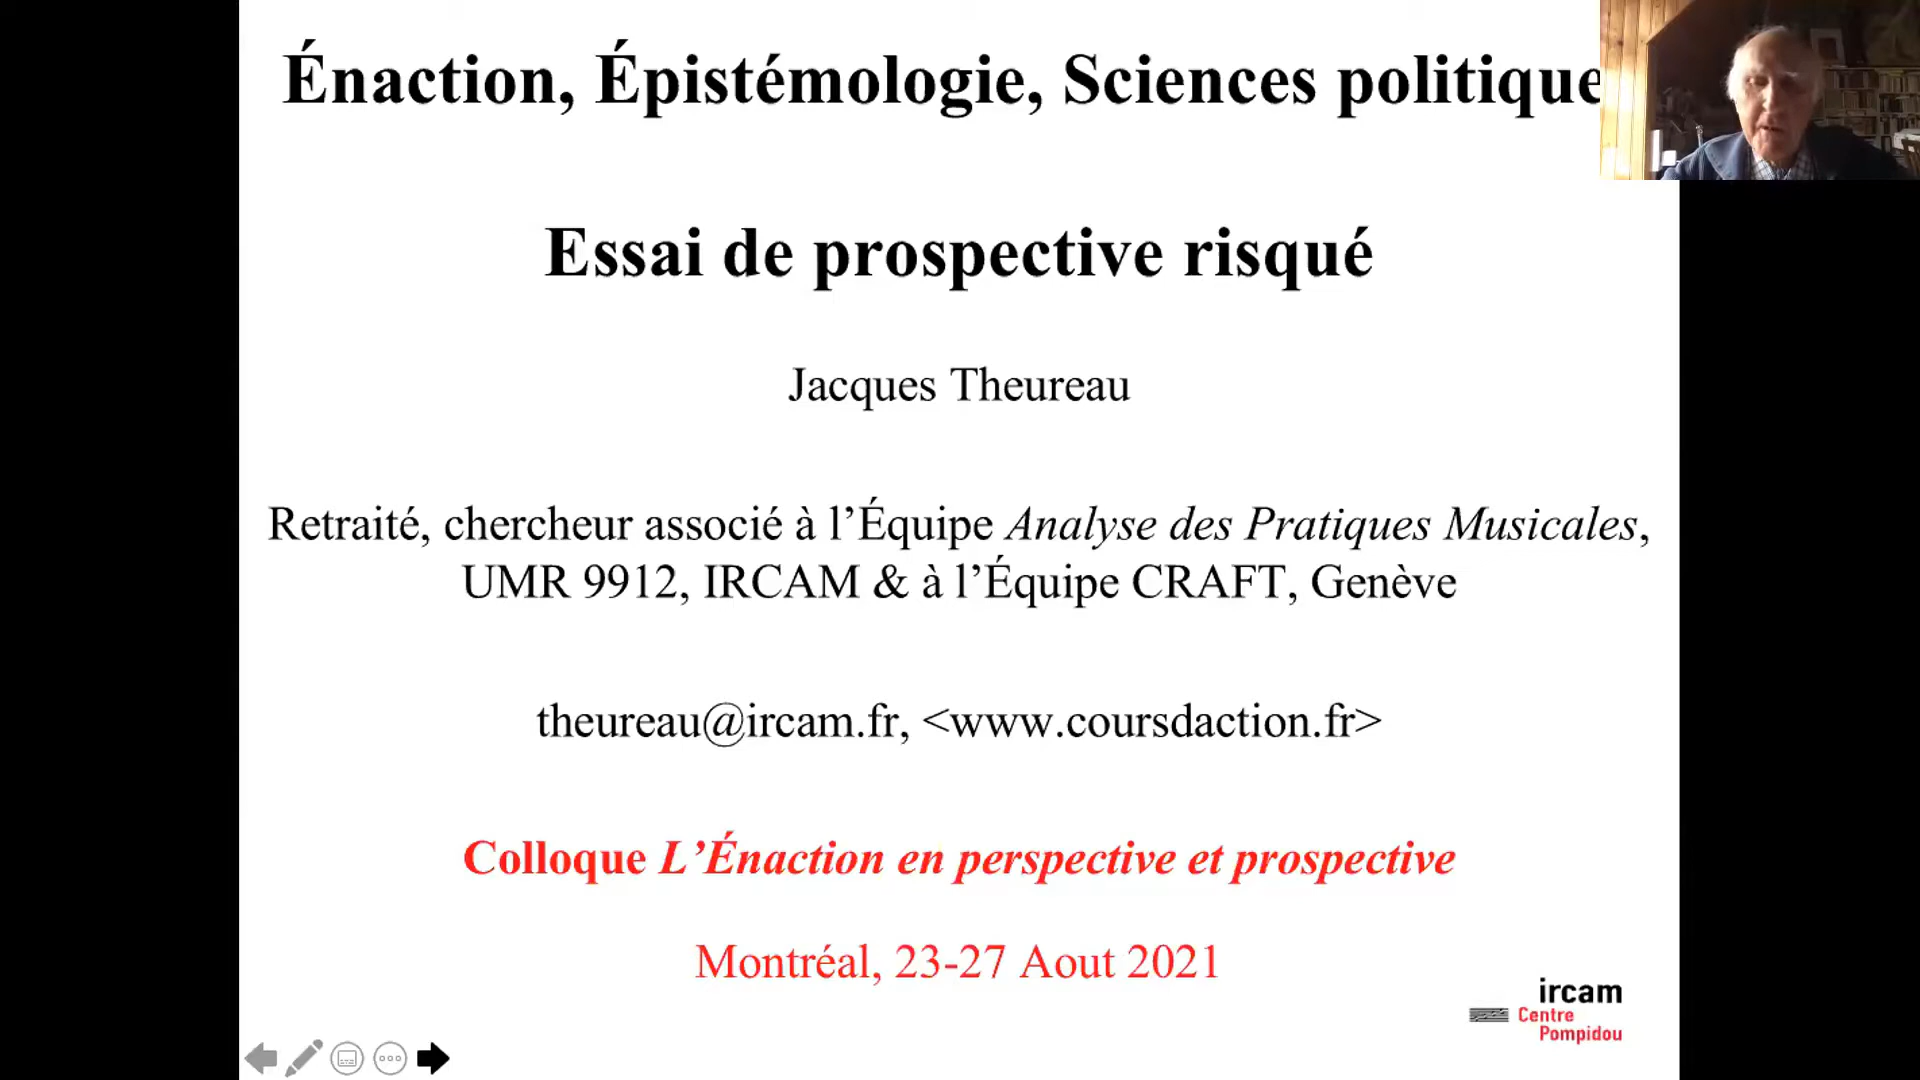 Énaction, Épistémologie, Sciences politique
Essai de prospective risqué
Jacques Theureau
Retraité, chercheur associé à l’Équipe Analyse des Pratiques Musicales,
UMR 9912, IRCAM & à l’Équipe CRAFT, Genève
theureau@ircam.fr, <www.coursdaction.fr>
Colloque L’Énaction en perspective et prospective
Montréal, 23-27 Aout 2021
ircam
Centre
Pompidou